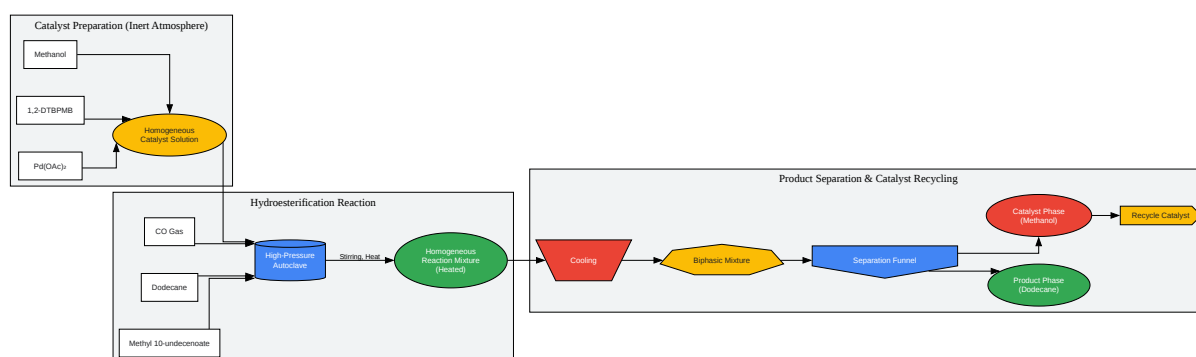 Catalyst Preparation (Inert Atmosphere)
Methanol
1,2-DTBPMB
Homogeneous
Catalyst Solution
Pd(OAc)₂
Hydroesterification Reaction
CO Gas
High-Pressure
Autoclave
Stirring, Heat
Homogeneous
Reaction Mixture
(Heated)
Dodecane
Methyl 10-undecenoate
Product Separation & Catalyst Recycling
Cooling
Biphasic Mixture
Separation Funnel
Catalyst Phase
(Methanol)
Recycle Catalyst
Product Phase
(Dodecane)